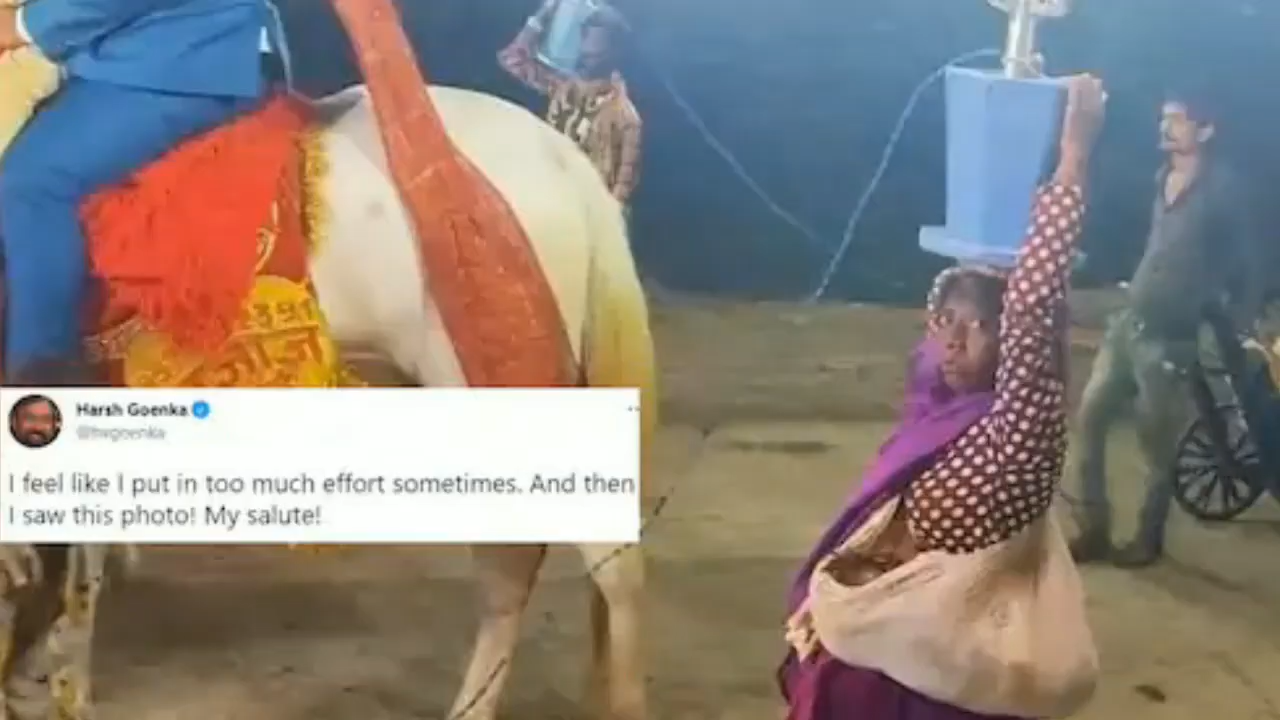 Harsh Goenka
@hvgoenka
I feel like I put in too much effort sometimes. And then
I saw this photo! My salute!